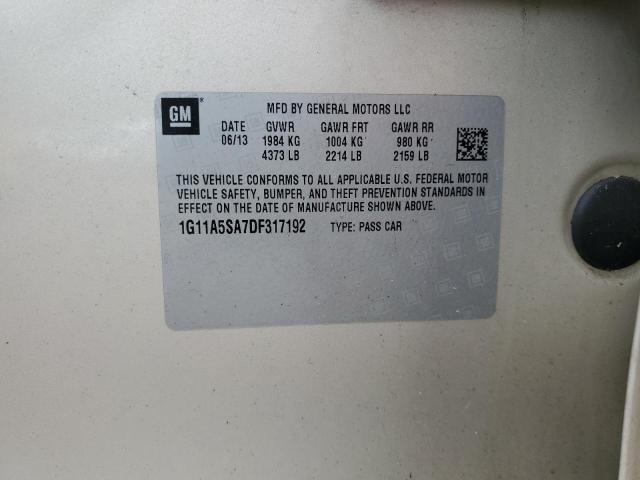 GM
MFD BY GENERAL MOTORS LLC
DATE GVWR GAWR FRT GAWR RR
06/13 1984 KG 1004 KG 980 KG
4373 LB 2214 LB 2159 LB
THIS VEHICLE CONFORMS TO ALL APPLICABLE U.S. FEDERAL MOTOR
VEHICLE SAFETY, BUMPER, AND THEFT PREVENTION STANDARDS IN
EFFECT ON THE DATE OF MANUFACTURE SHOWN ABOVE.
1G11A5SA7DF317192 TYPE: PASS CAR